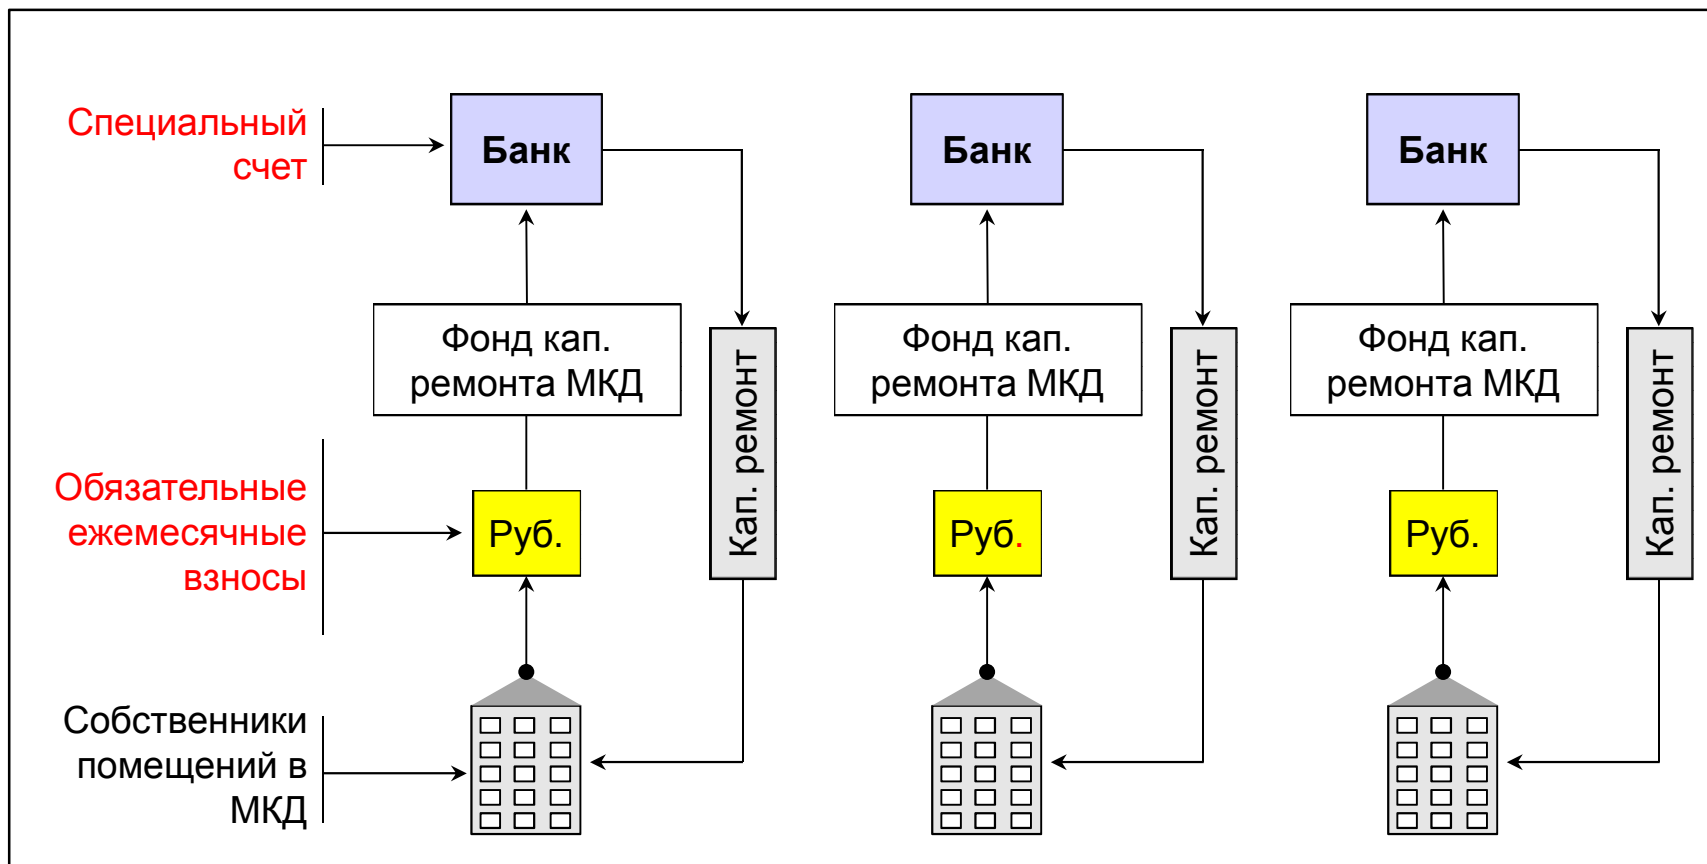 Специальный
счет
Банк
Банк
Банк
Фонд кап.
ремонта МКД
Кап. ремонт
Фонд кап.
ремонта МКД
Кап. ремонт
Фонд кап.
ремонта МКД
Кап. ремонт
Обязательные
ежемесячные
взносы
Руб.
Руб.
Руб.
Собственники
помещений в
МКД